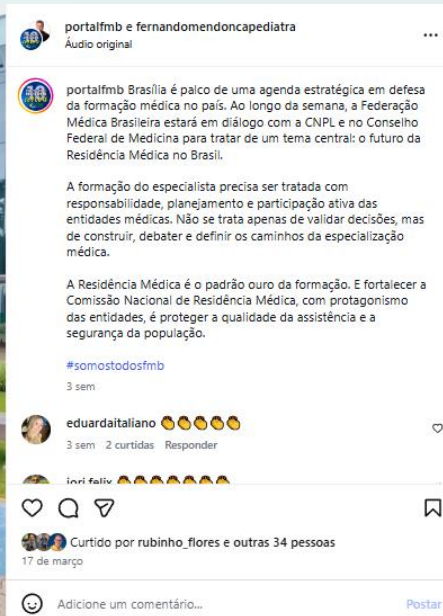 portalfmb e fernandomendoncapediatra
Áudio original
portalfmb Brasília é palco de uma agenda estratégica em defesa
da formação médica no país. Ao longo da semana, a Federação
Médica Brasileira estará em diálogo com a CNPL e no Conselho
Federal de Medicina para tratar de um tema central: o futuro da
Residência Médica no Brasil.
A formação do especialista precisa ser tratada com
responsabilidade, planejamento e participação ativa das
entidades médicas. Não se trata apenas de validar decisões, mas
de construir, debater e definir os caminhos da especialização
médica.
A Residência Médica é o padrão ouro da formação. E fortalecer a
Comissão Nacional de Residência Médica, com protagonismo
das entidades, é proteger a qualidade da assistência e a
segurança da população.
#somostodosfmb
3 sem
eduardaitaliano 👏👏👏👏👏
3 sem 2 curtidas Responder
👏👏👏👏👏👏👏
Curtido por rubinho_flores e outras 34 pessoas
17 de março
Adicione um comentário...
Postar